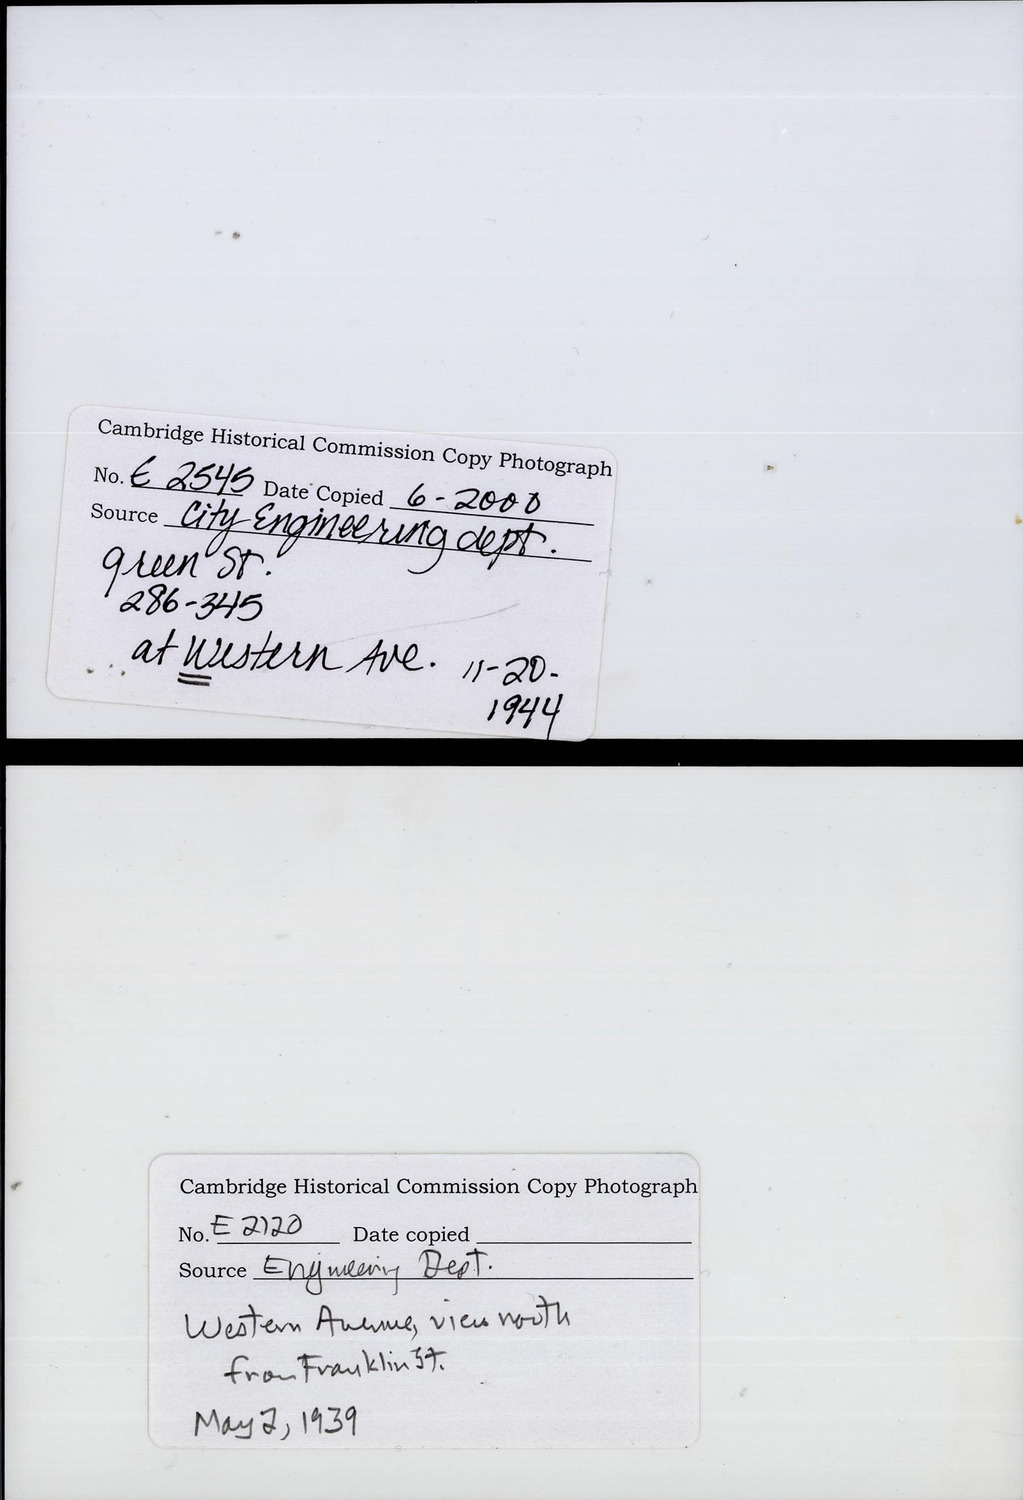 Cambridge Historical Commission Copy Photograph
No. E 2545 Date Copied 6-2000
Source City Engineering dept.
green St.
286-345
at Western Ave. 11-20-
1944
Cambridge Historical Commission Copy Photograph
No. E 2120 Date copied
Source Engineering Dept.
Western Avenue, view north
from Franklin St.
May 2, 1939